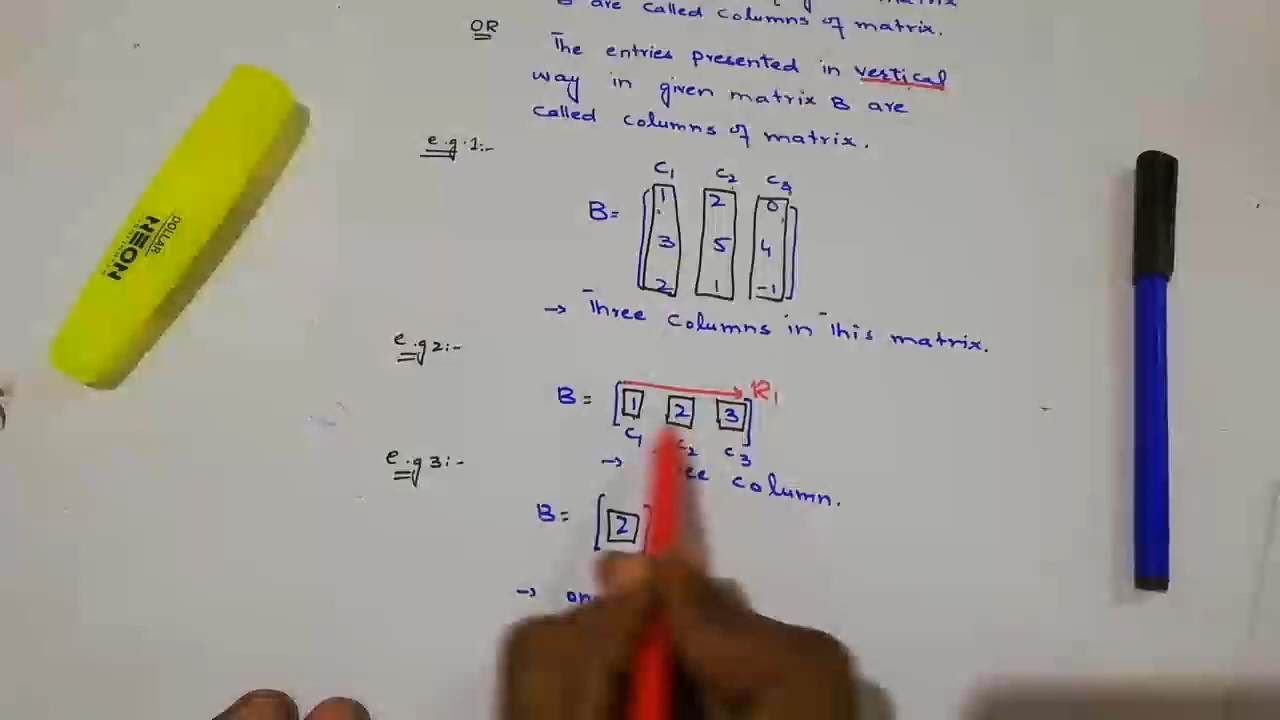 B are called columns of matrix.
OR
The entries presented in vertical
way in given matrix B are
called columns of matrix.
e.g.1:-
C1 C2 C3
B= [1 2 0
3 5 4
2 1 -1]
→ Three columns in This matrix.
e.g 2:-
B= [1 2 3] R1
C1 C2 C3
→ column.
e.g 3:-
B= [2]
→
DOLLAR
NEON